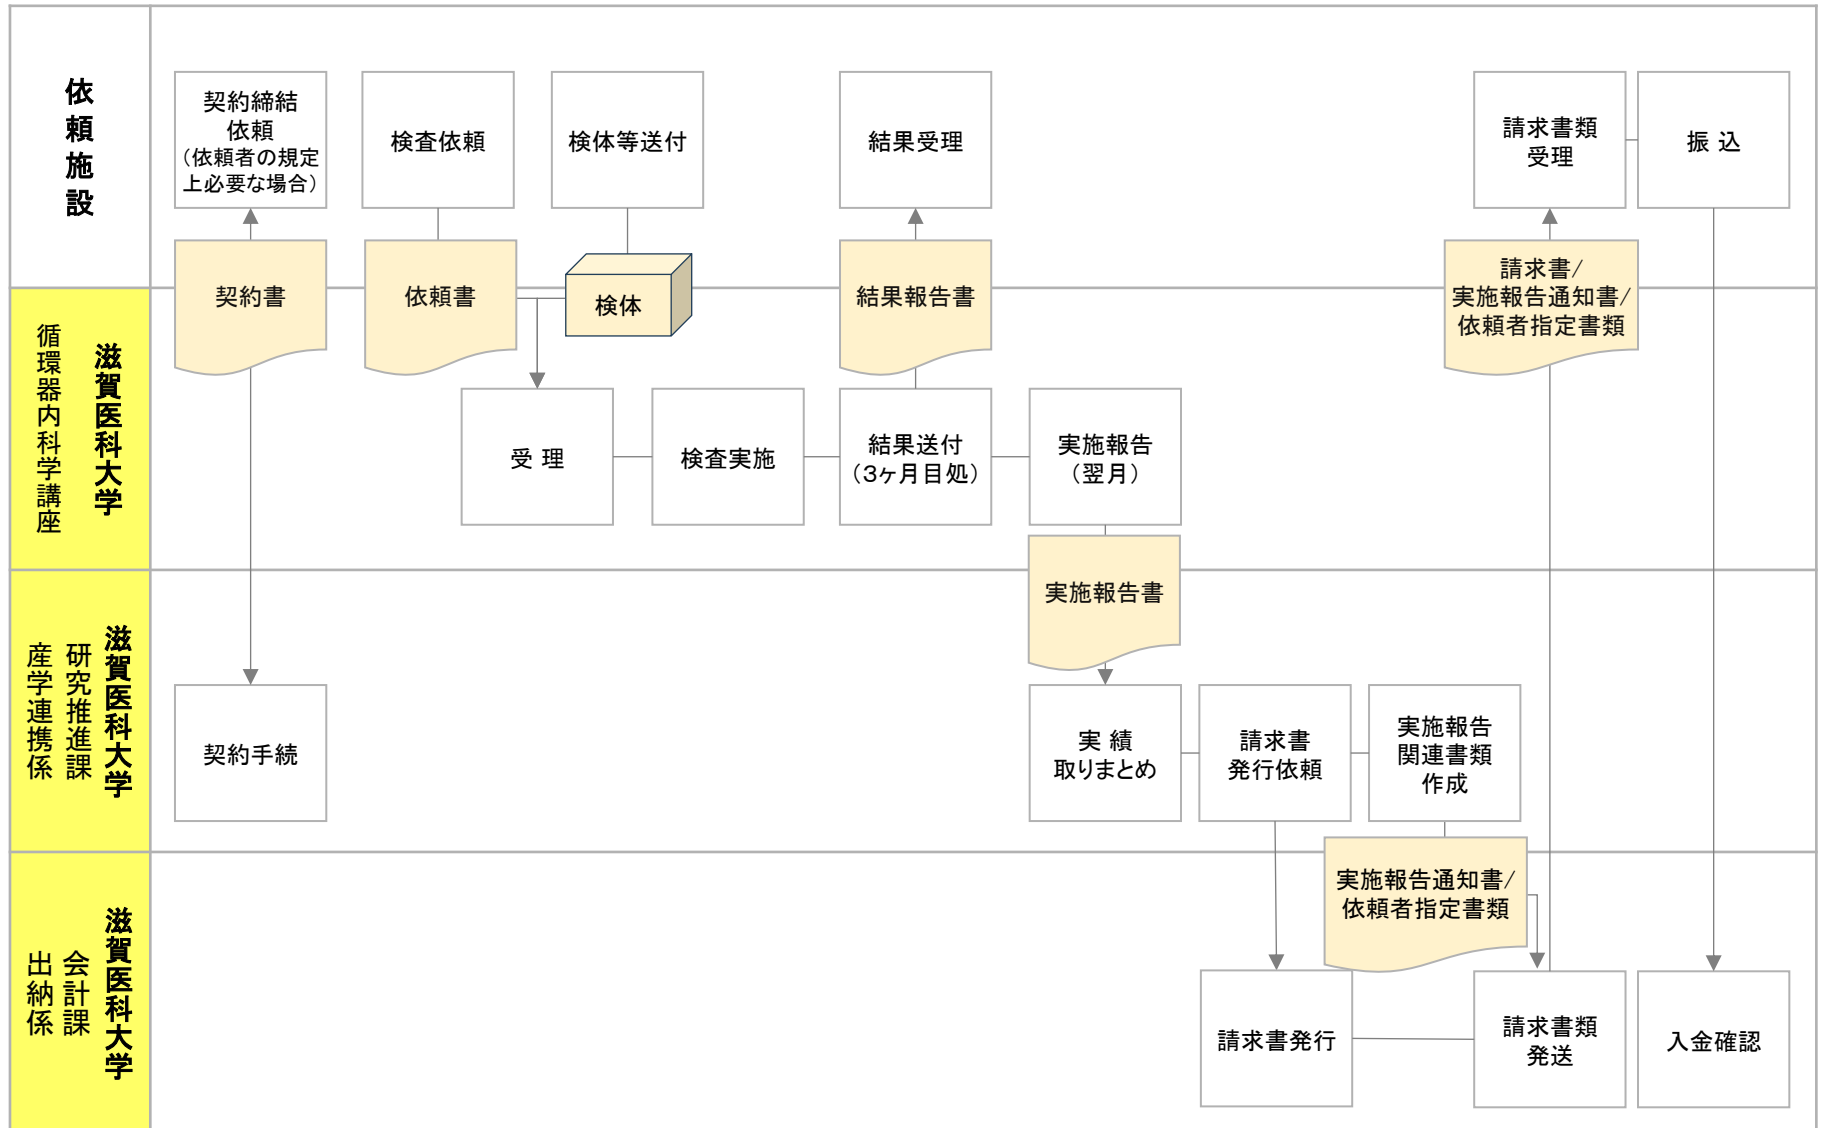 依頼施設
契約締結
依頼
（依頼者の規定
上必要な場合）
検査依頼
検体等送付
結果受理
請求書類
受理
振 込
契約書
依頼書
検体
結果報告書
請求書/
実施報告通知書/
依頼者指定書類
滋賀医科大学
循環器内科学講座
受 理
検査実施
結果送付
（3ヶ月目処）
実施報告
（翌月）
実施報告書
滋賀医科大学
研究推進課
産学連携係
契約手続
実 績
取りまとめ
請求書
発行依頼
実施報告
関連書類
作成
実施報告通知書/
依頼者指定書類
滋賀医科大学
会計課
出納係
請求書発行
請求書類
発送
入金確認